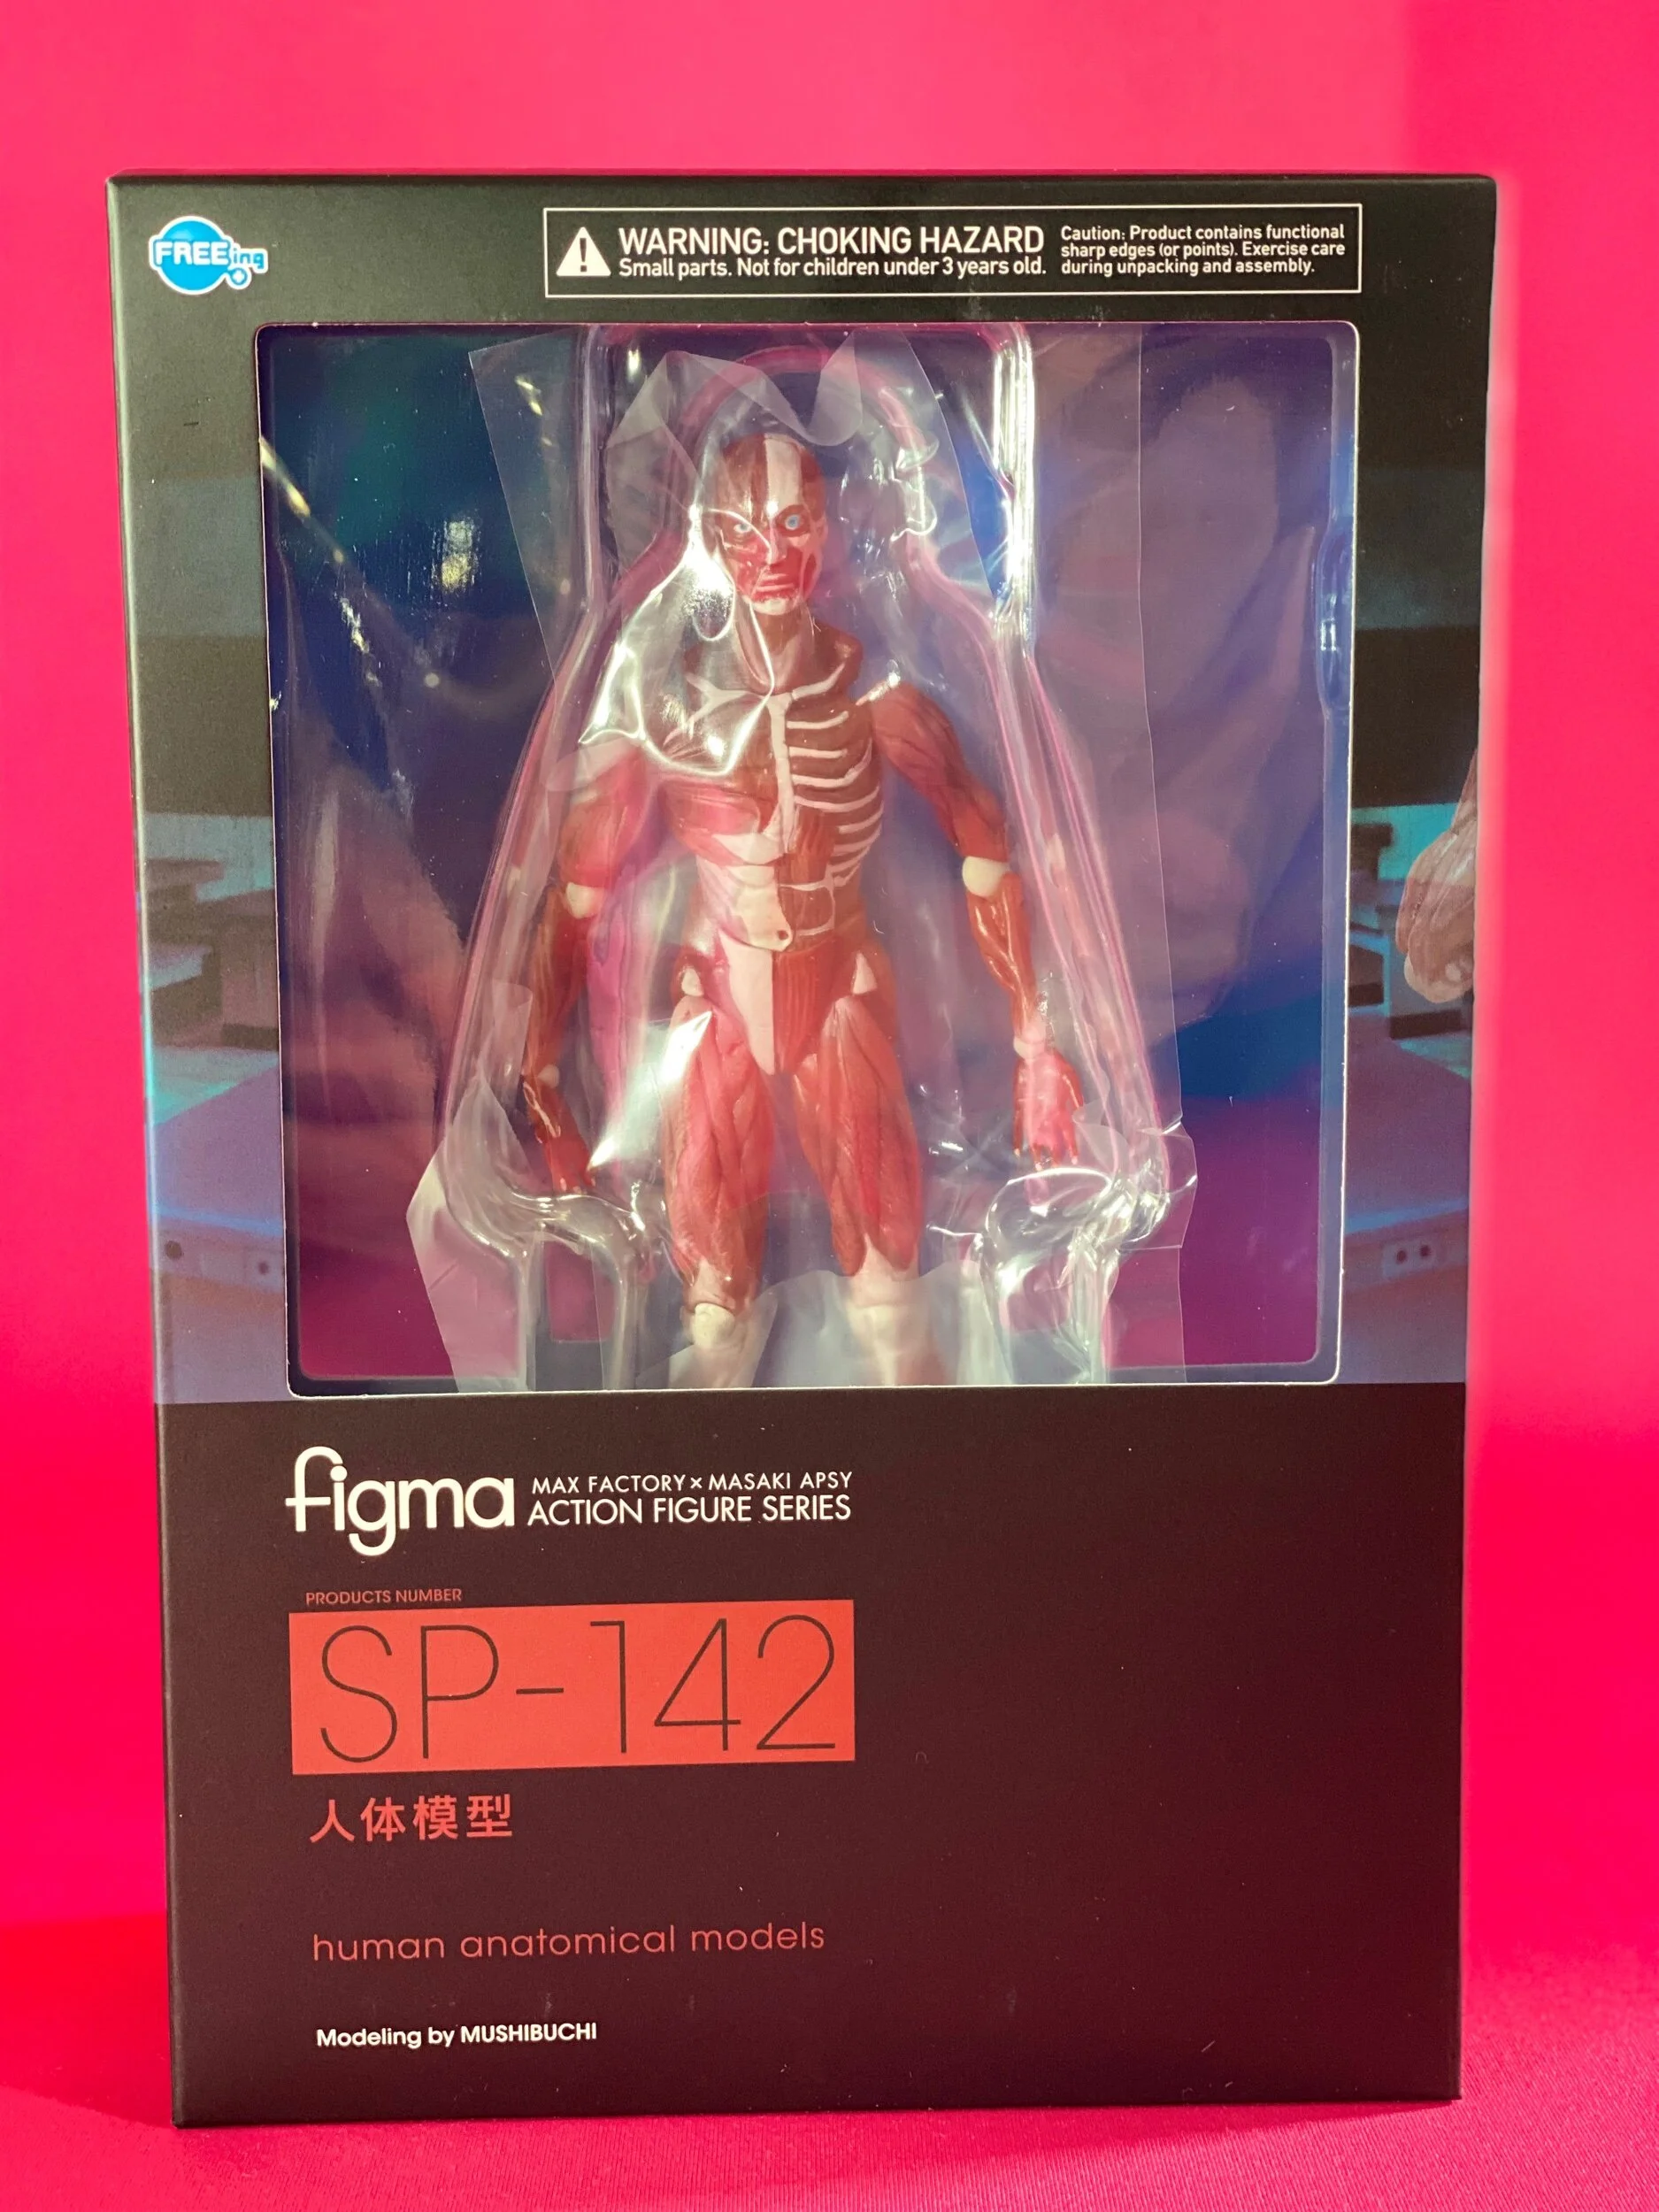 FREEing
WARNING: CHOKING HAZARD
Small parts. Not for children under 3 years old.
Caution: Product contains functional
sharp edges (or points). Exercise care
during unpacking and assembly.
figma
MAX FACTORY × MASAKI APSY
ACTION FIGURE SERIES
PRODUCTS NUMBER
SP-142
人体模型
human anatomical models
Modeling by MUSHIBUCHI